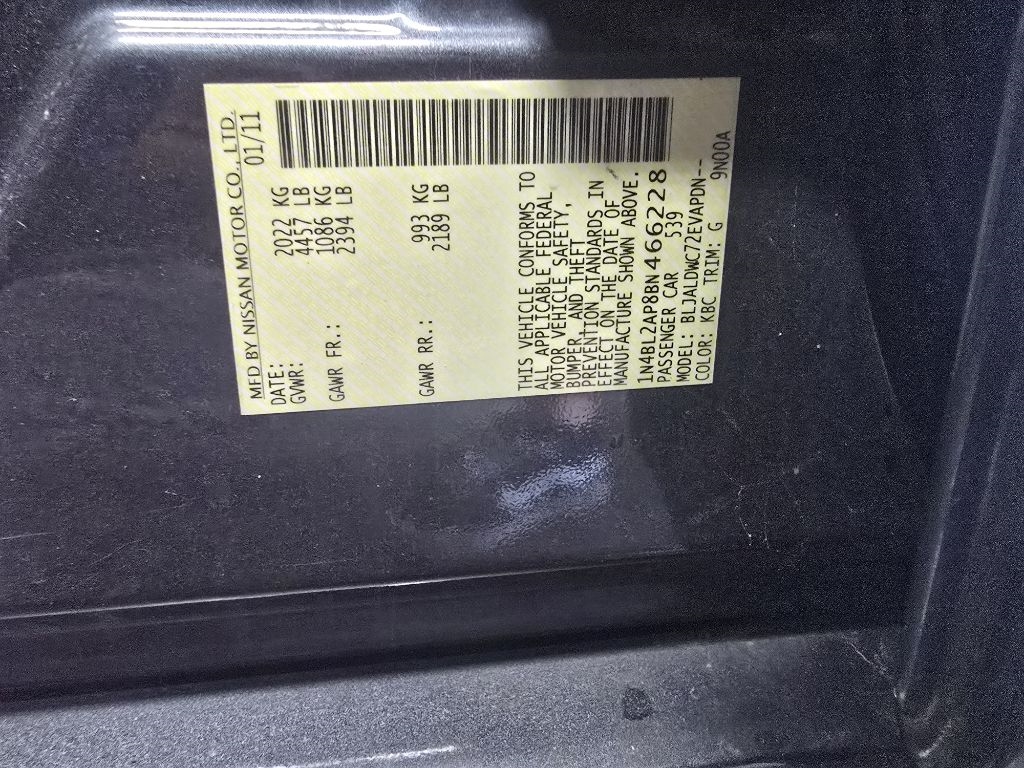 MFD BY NISSAN MOTOR CO., LTD.
DATE: 01/11
GVWR: 2022 KG
4457 LB
GAWR FR.: 1086 KG
2394 LB
GAWR RR.: 993 KG
2189 LB
THIS VEHICLE CONFORMS TO
ALL APPLICABLE FEDERAL
MOTOR VEHICLE SAFETY,
BUMPER, AND THEFT
PREVENTION STANDARDS IN
EFFECT ON THE DATE OF
MANUFACTURE SHOWN ABOVE.
1N4BL2AP8BN466228
PASSENGER CAR 539
MODEL: BLJALDWC72EVAPDN--
COLOR: KBC TRIM: G 9N00A